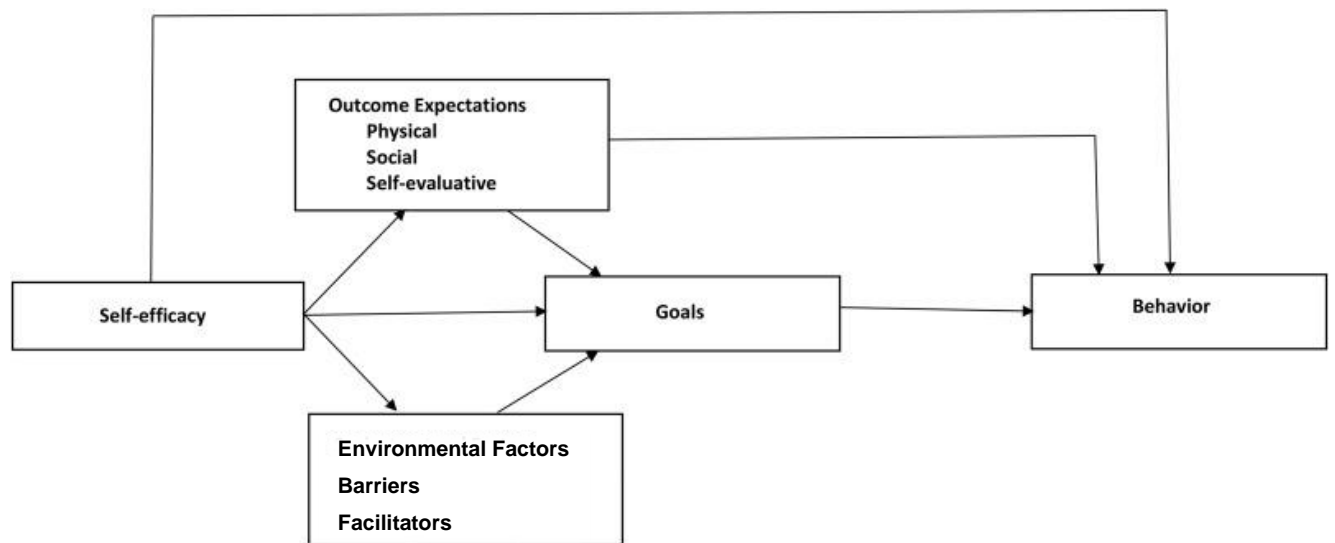 Outcome Expectations
Physical
Social
Self-evaluative
Self-efficacy
Goals
Behavior
Environmental Factors
Barriers
Facilitators